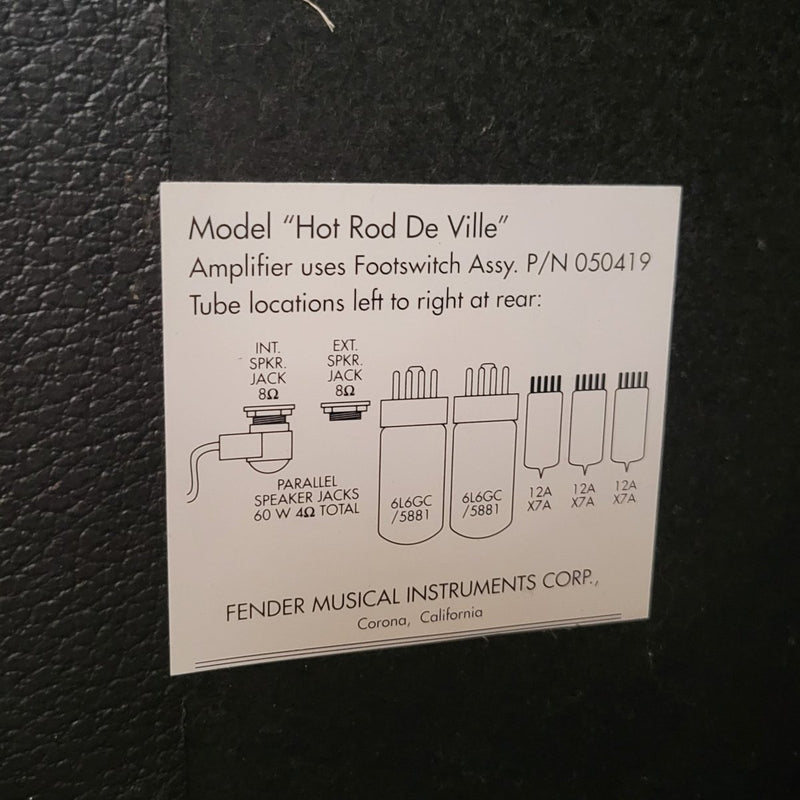 Model “Hot Rod De Ville”
Amplifier uses Footswitch Assy. P/N 050419
Tube locations left to right at rear:
INT.
SPKR.
JACK
8Ω
EXT.
SPKR.
JACK
8Ω
PARALLEL
SPEAKER JACKS
60 W 4Ω TOTAL
6L6GC
/5881
6L6GC
/5881
12A
X7A
12A
X7A
12A
X7A
FENDER MUSICAL INSTRUMENTS CORP.,
Corona, California